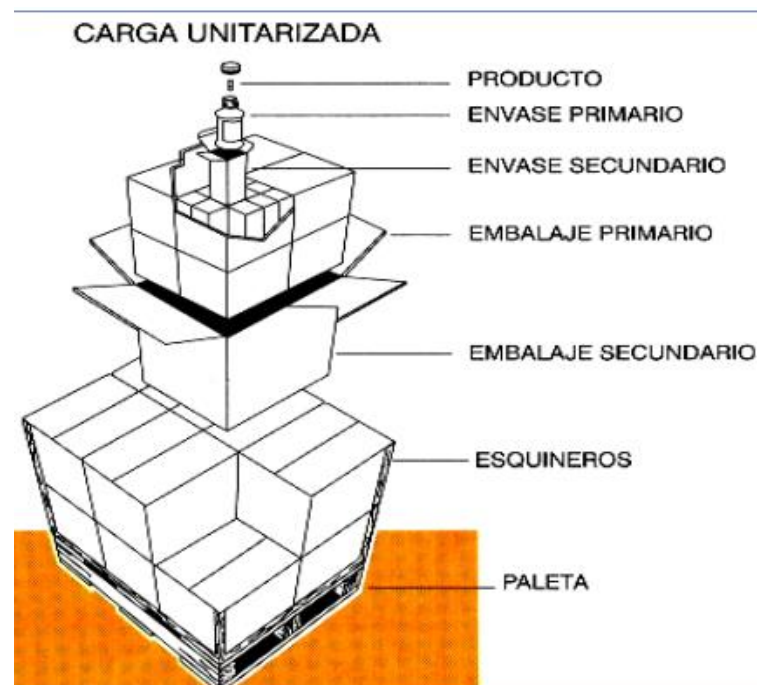 CARGA UNITARIZADA
PRODUCTO
ENVASE PRIMARIO
ENVASE SECUNDARIO
EMBALAJE PRIMARIO
EMBALAJE SECUNDARIO
ESQUINEROS
PALETA